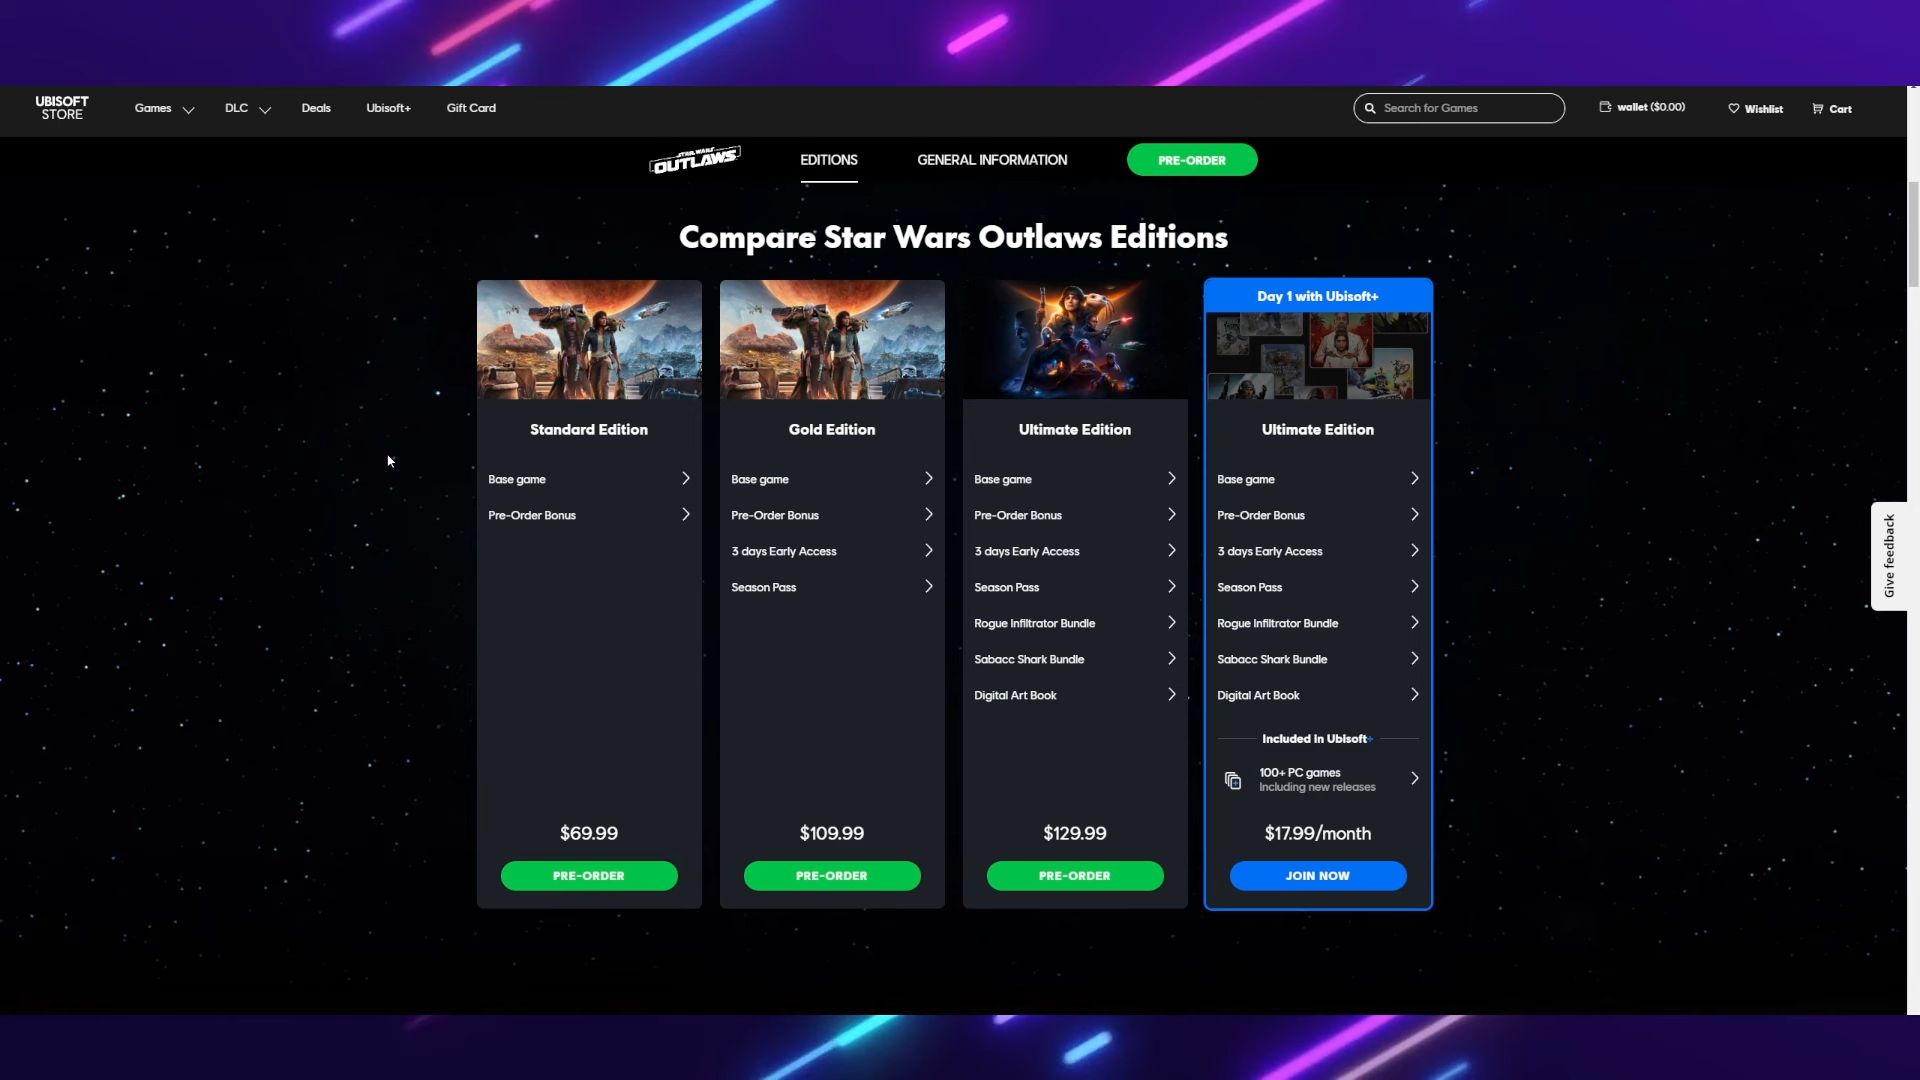 UBISOFT
STORE
Games
DLC
Deals
Ubisoft+
Gift Card
Search for Games
wallet ($0.00)
Wishlist
Cart
STAR WARS
OUTLAWS
EDITIONS
GENERAL INFORMATION
PRE-ORDER
Compare Star Wars Outlaws Editions
Standard Edition
Base game
Pre-Order Bonus
$69.99
PRE-ORDER
Gold Edition
Base game
Pre-Order Bonus
3 days Early Access
Season Pass
$109.99
PRE-ORDER
Ultimate Edition
Base game
Pre-Order Bonus
3 days Early Access
Season Pass
Rogue Infiltrator Bundle
Sabacc Shark Bundle
Digital Art Book
$129.99
PRE-ORDER
Day 1 with Ubisoft+
Ultimate Edition
Base game
Pre-Order Bonus
3 days Early Access
Season Pass
Rogue Infiltrator Bundle
Sabacc Shark Bundle
Digital Art Book
Included in Ubisoft+
100+ PC games
Including new releases
$17.99/month
JOIN NOW
Give feedback